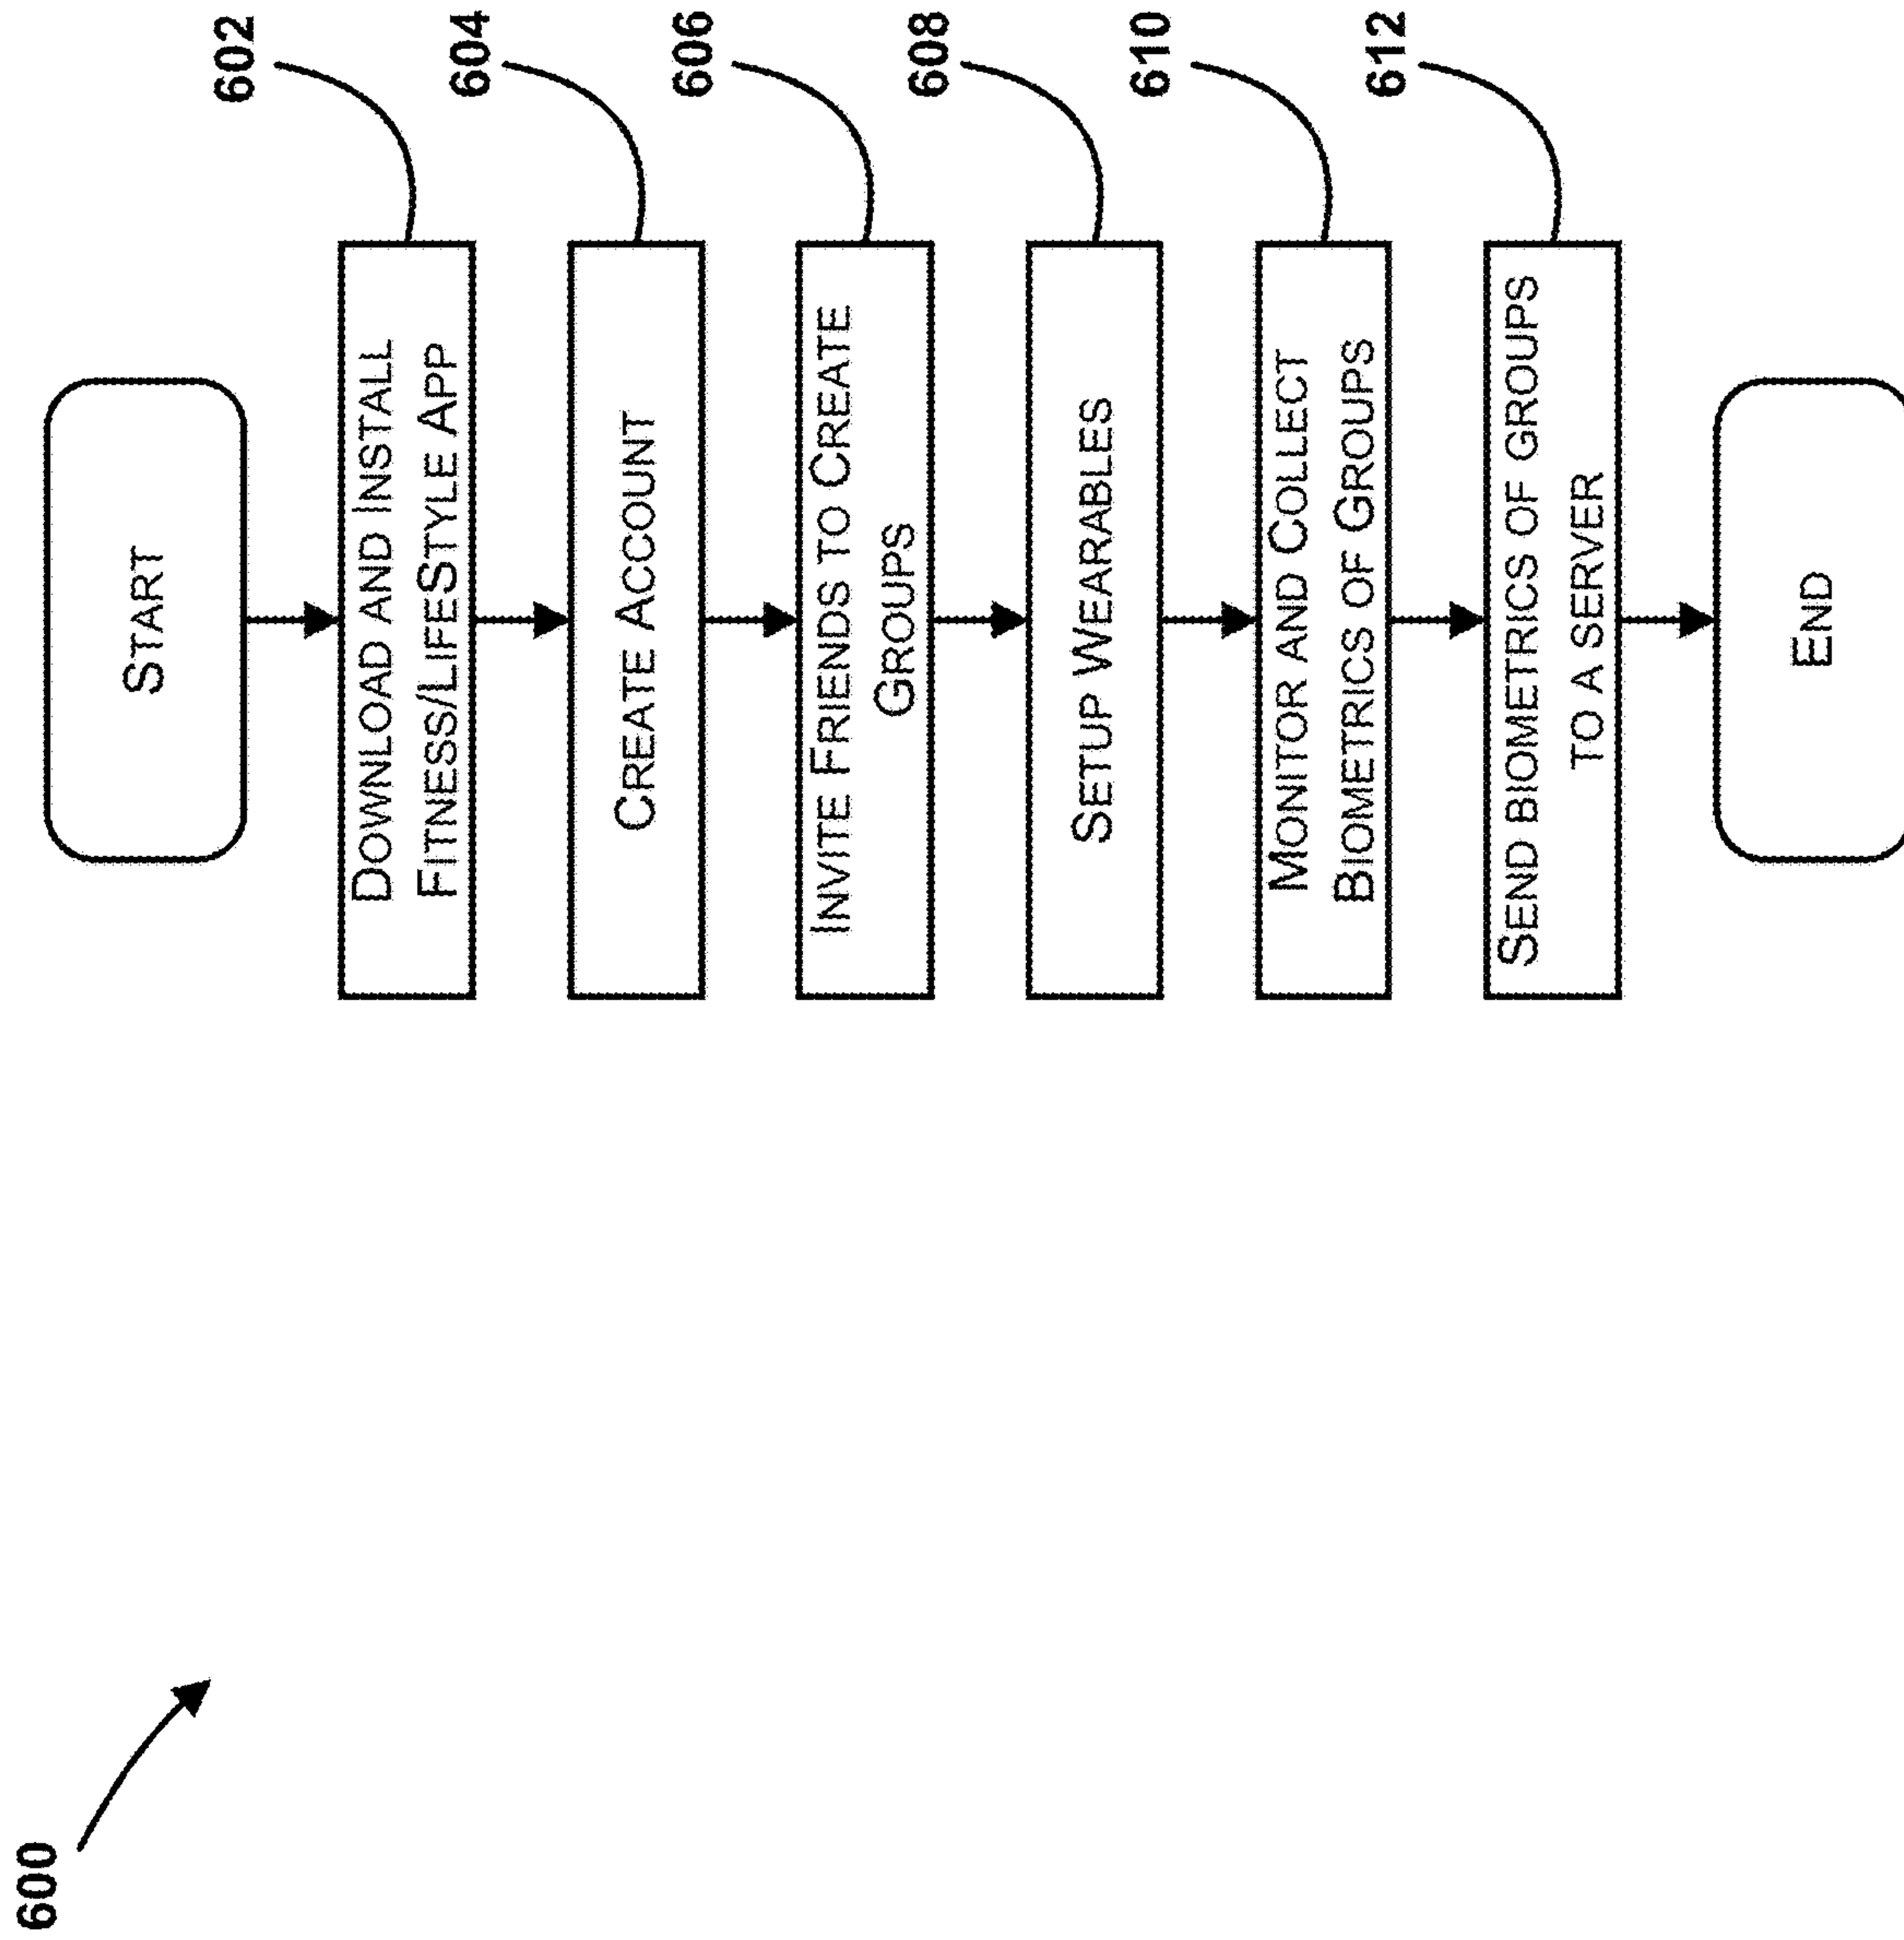 600
START
DOWNLOAD AND INSTALL
FITNESS/LIFESTYLE APP
602
CREATE ACCOUNT
604
INVITE FRIENDS TO CREATE
GROUPS
606
SETUP WEARABLES
608
MONITOR AND COLLECT
BIOMETRICS OF GROUPS
610
SEND BIOMETRICS OF GROUPS
TO A SERVER
612
END